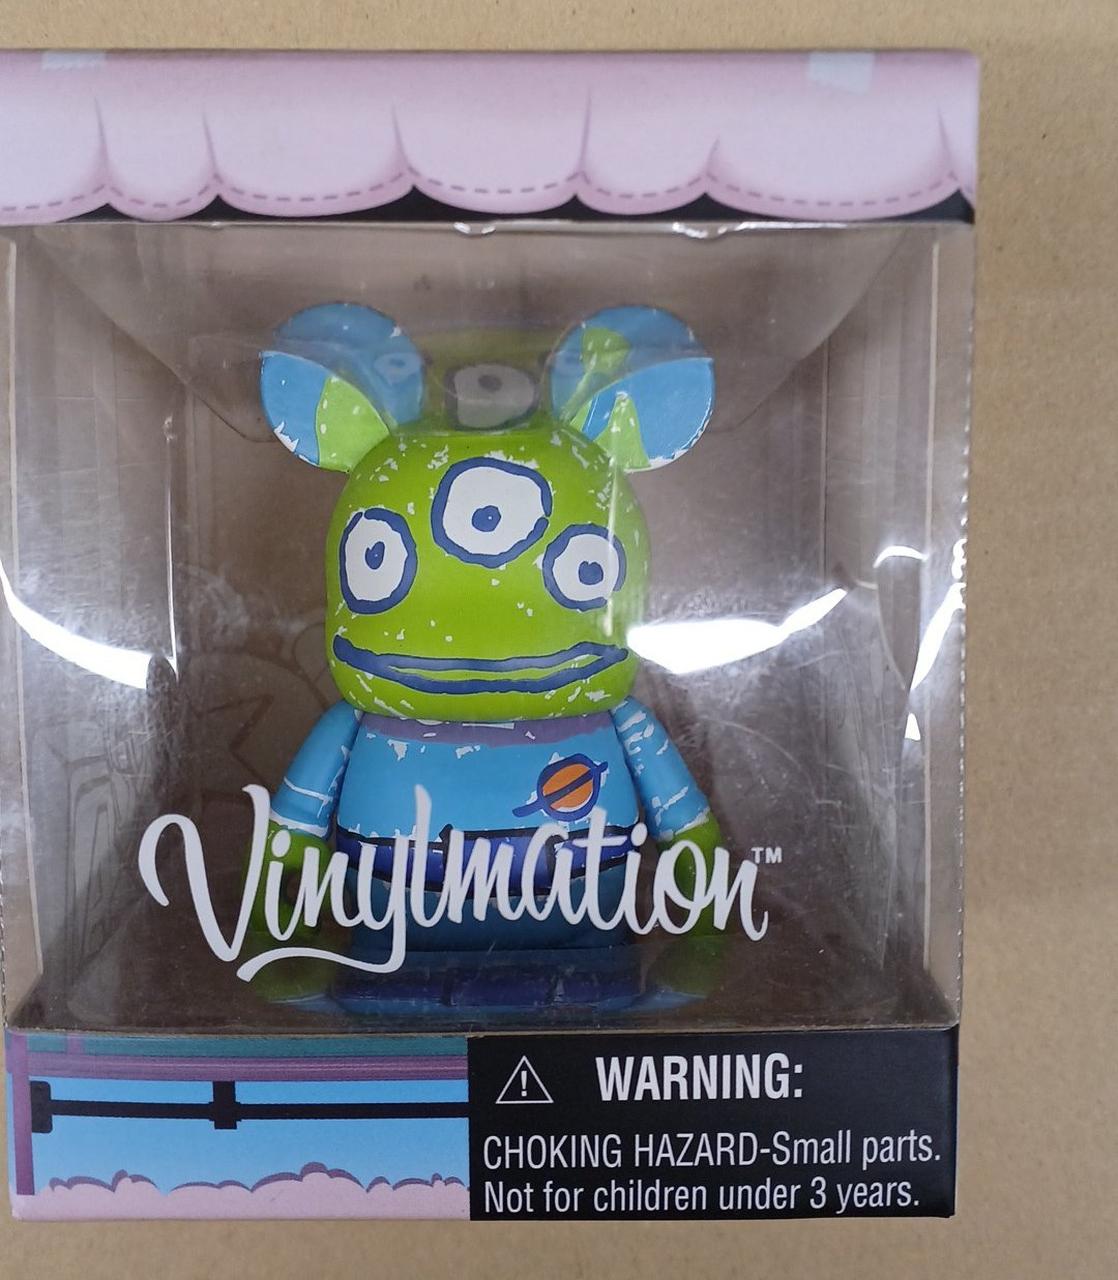 Vinylmation™
WARNING:
CHOKING HAZARD-Small parts.
Not for children under 3 years.